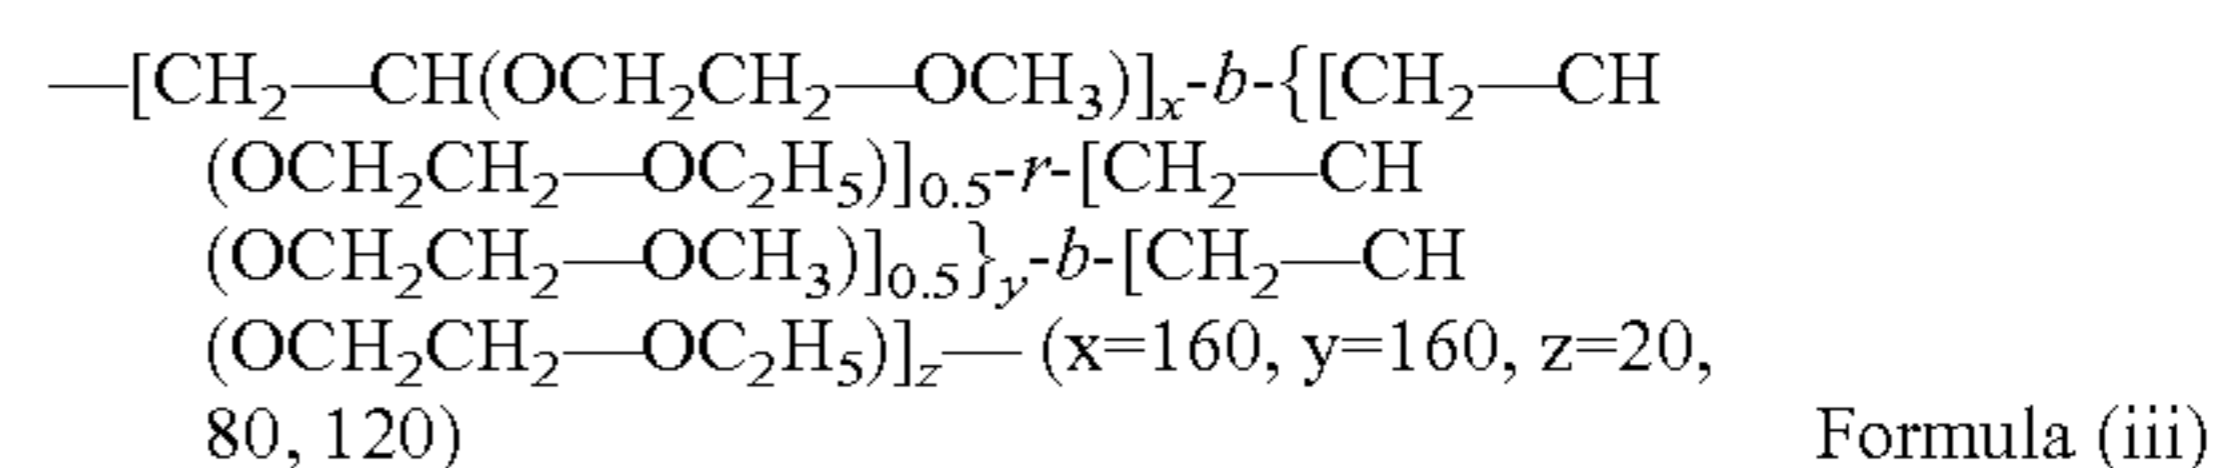 —[CH₂—CH(OCH₂CH₂—OCH₃)]ₓ-b-{[CH₂—CH
(OCH₂CH₂—OC₂H₅)]₀.₅-r-[CH₂—CH
(OCH₂CH₂—OCH₃)]₀.₅}y-b-[CH₂—CH
(OCH₂CH₂—OC₂H₅)]z— (x=160, y=160, z=20,
80, 120) Formula (iii)